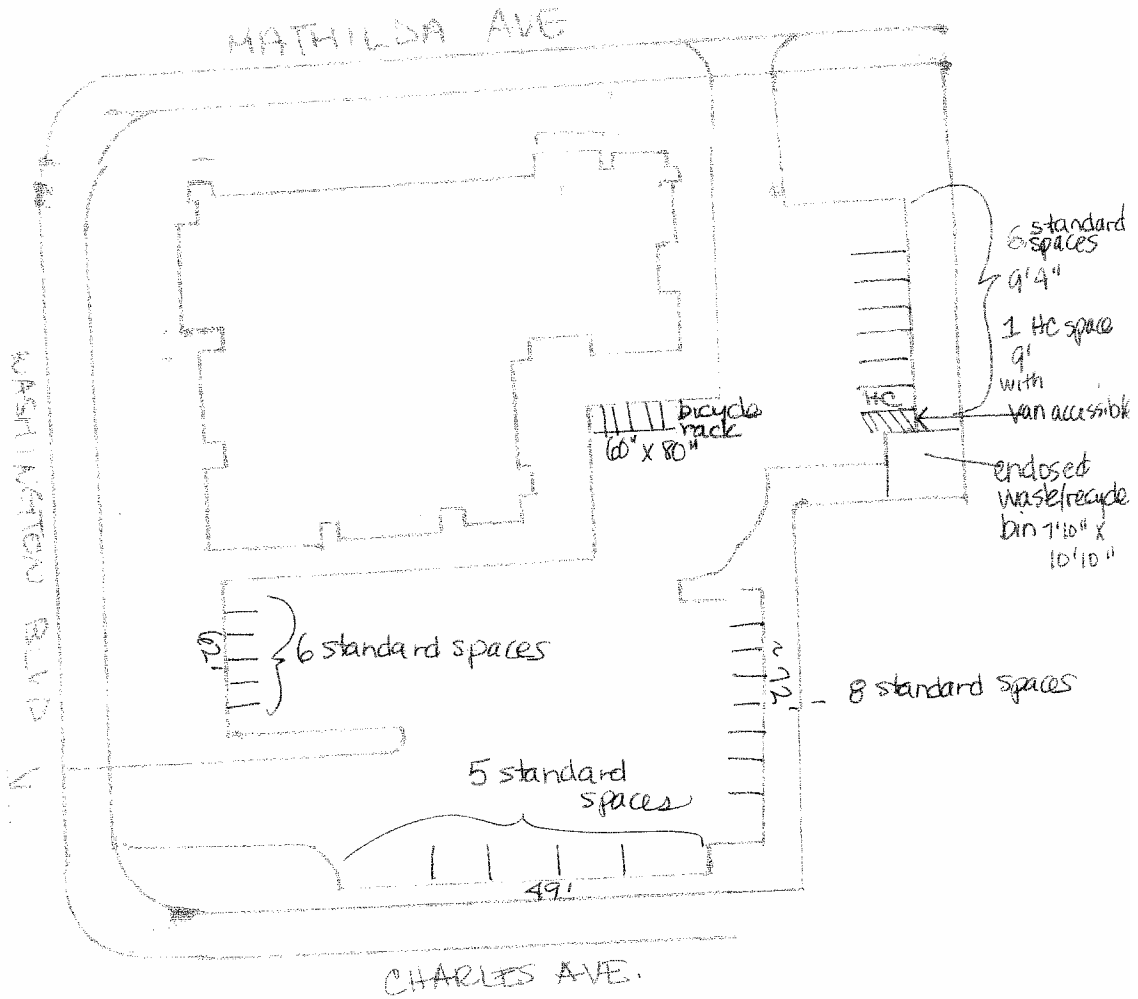 MATHILDA AVE
WASHINGTON BLVD
6 standard
spaces
9'4"
1 HC space
9'
with
van accessible
HC
bicycle
rack
60" X 80"
enclosed
waste/recycle
bin 7'10" X
10'10"
62'
6 standard spaces
~72'
8 standard spaces
5 standard
spaces
49'
CHARLES AVE.